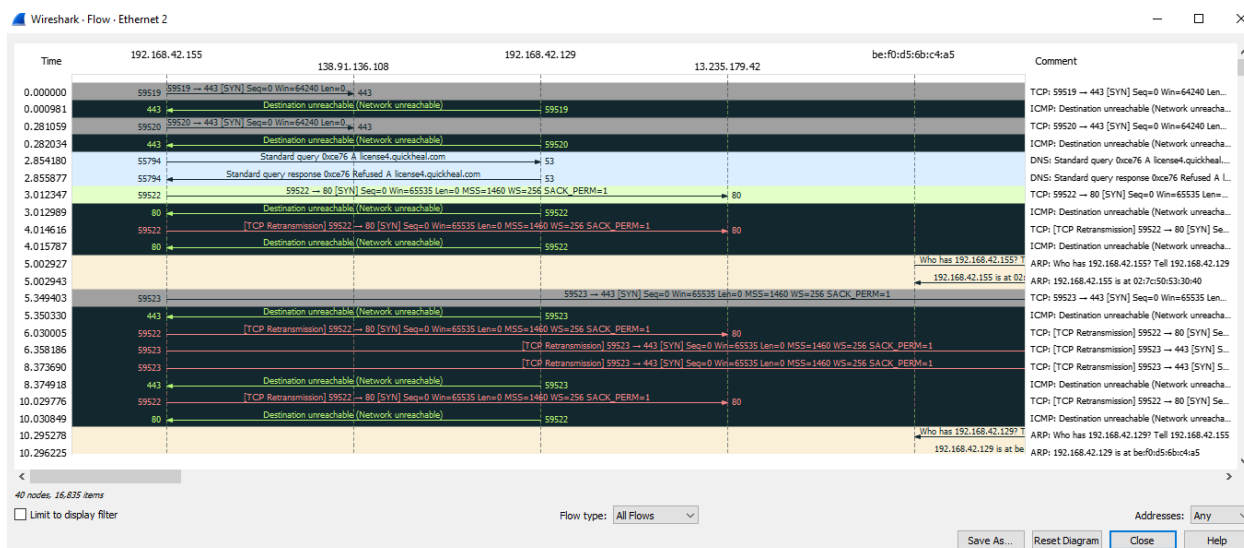 Wireshark · Flow · Ethernet 2
192.168.42.155 192.168.42.129 be:f0:d5:6b:c4:a5
Time 138.91.136.108 13.235.179.42 Comment
0.000000 59519 59519 → 443 [SYN] Seq=0 Win=64240 Len=0... 443 TCP: 59519 → 443 [SYN] Seq=0 Win=64240 Len...
0.000981 443 Destination unreachable (Network unreachable) 59519 ICMP: Destination unreachable (Network unreacha...
0.281059 59520 59520 → 443 [SYN] Seq=0 Win=64240 Len=0... 443 TCP: 59520 → 443 [SYN] Seq=0 Win=64240 Len...
0.282034 443 Destination unreachable (Network unreachable) 59520 ICMP: Destination unreachable (Network unreacha...
2.854180 55794 Standard query 0xce76 A license4.quickheal.com 53 DNS: Standard query 0xce76 A license4.quickheal....
2.855877 55794 Standard query response 0xce76 Refused A license4.quickheal.com 53 DNS: Standard query response 0xce76 Refused A l...
3.012347 59522 59522 → 80 [SYN] Seq=0 Win=65535 Len=0 MSS=1460 WS=256 SACK_PERM=1 80 TCP: 59522 → 80 [SYN] Seq=0 Win=65535 Len=...
3.012989 80 Destination unreachable (Network unreachable) 59522 ICMP: Destination unreachable (Network unreacha...
4.014616 59522 [TCP Retransmission] 59522 → 80 [SYN] Seq=0 Win=65535 Len=0 MSS=1460 WS=256 SACK_PERM=1 80 TCP: [TCP Retransmission] 59522 → 80 [SYN] Se...
4.015787 80 Destination unreachable (Network unreachable) 59522 ICMP: Destination unreachable (Network unreacha...
5.002927 Who has 192.168.42.155? T ARP: Who has 192.168.42.155? Tell 192.168.42.129
5.002943 192.168.42.155 is at 02: ARP: 192.168.42.155 is at 02:7c:50:53:30:40
5.349403 59523 59523 → 443 [SYN] Seq=0 Win=65535 Len=0 MSS=1460 WS=256 SACK_PERM=1 TCP: 59523 → 443 [SYN] Seq=0 Win=65535 Len...
5.350330 443 Destination unreachable (Network unreachable) 59523 ICMP: Destination unreachable (Network unreacha...
6.030005 59522 [TCP Retransmission] 59522 → 80 [SYN] Seq=0 Win=65535 Len=0 MSS=1460 WS=256 SACK_PERM=1 80 TCP: [TCP Retransmission] 59522 → 80 [SYN] Se...
6.358186 59523 [TCP Retransmission] 59523 → 443 [SYN] Seq=0 Win=65535 Len=0 MSS=1460 WS=256 SACK_PERM=1 TCP: [TCP Retransmission] 59523 → 443 [SYN] S...
8.373690 59523 [TCP Retransmission] 59523 → 443 [SYN] Seq=0 Win=65535 Len=0 MSS=1460 WS=256 SACK_PERM=1 TCP: [TCP Retransmission] 59523 → 443 [SYN] S...
8.374918 443 Destination unreachable (Network unreachable) 59523 ICMP: Destination unreachable (Network unreacha...
10.029776 59522 [TCP Retransmission] 59522 → 80 [SYN] Seq=0 Win=65535 Len=0 MSS=1460 WS=256 SACK_PERM=1 80 TCP: [TCP Retransmission] 59522 → 80 [SYN] Se...
10.030849 80 Destination unreachable (Network unreachable) 59522 ICMP: Destination unreachable (Network unreacha...
10.295278 Who has 192.168.42.129? T ARP: Who has 192.168.42.129? Tell 192.168.42.155
10.296225 192.168.42.129 is at be: ARP: 192.168.42.129 is at be:f0:d5:6b:c4:a5
40 nodes, 16,835 items
Limit to display filter Flow type: All Flows Addresses: Any
Save As... Reset Diagram Close Help